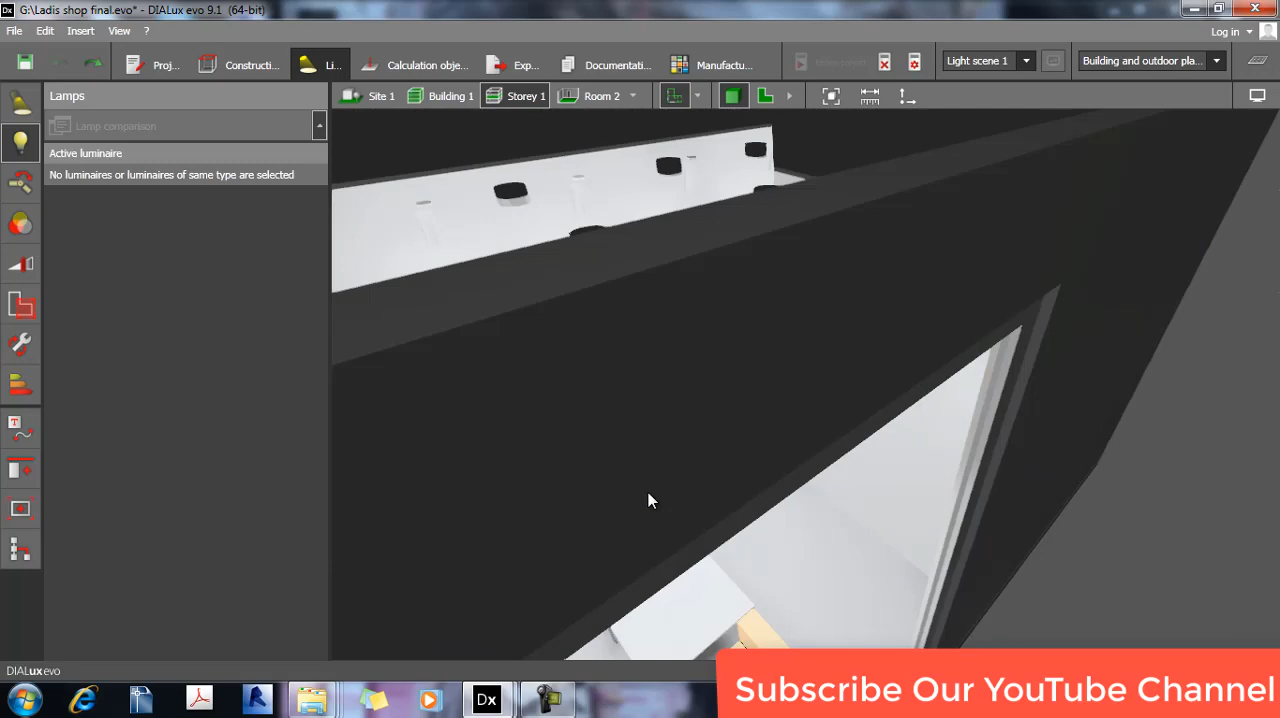 G:\Ladis shop final.evo* - DIALux evo 9.1 (64-bit)
File Edit Insert View ?
Log in
Proj... Constructi... Li... Calculation obje... Exp... Documentati... Manufactu...
Light scene 1
Building and outdoor pla...
Lamps
Site 1 Building 1 Storey 1 Room 2
Lamp comparison
Active luminaire
No luminaires or luminaires of same type are selected
DIALux evo
Subscribe Our YouTube Channel